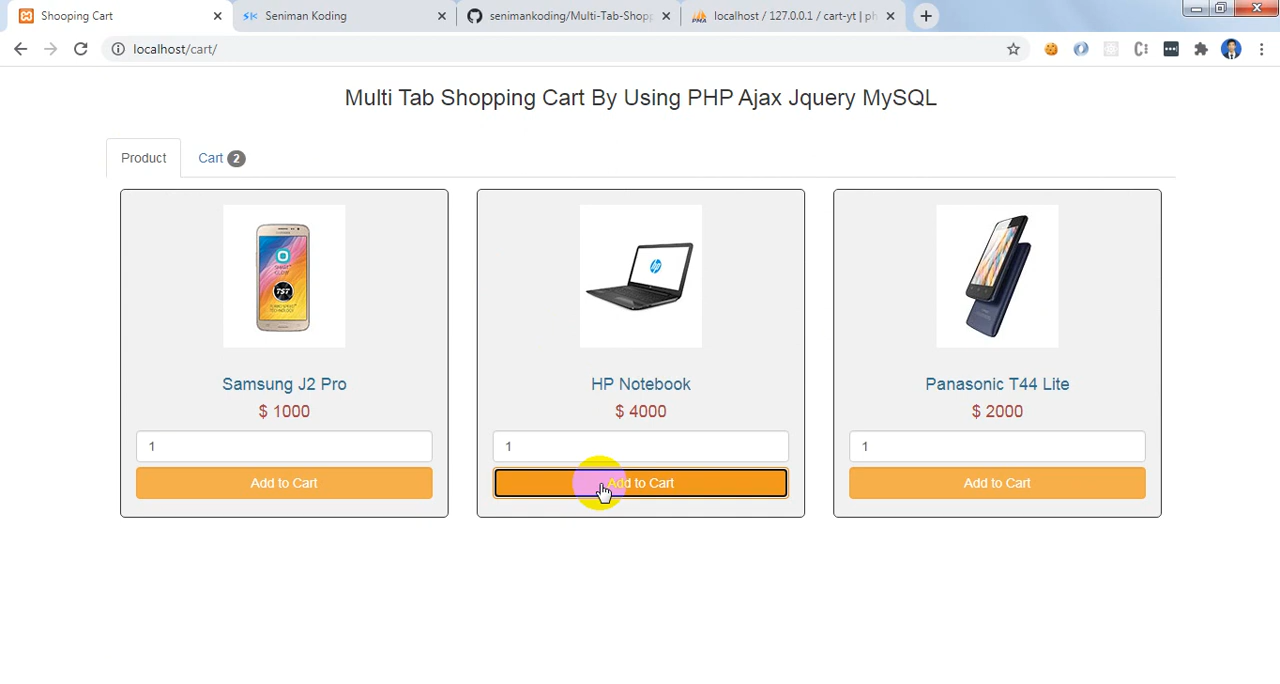 Shooping Cart
Seniman Koding
senimankoding/Multi-Tab-Shopp
localhost / 127.0.0.1 / cart-yt | ph
localhost/cart/
Multi Tab Shopping Cart By Using PHP Ajax Jquery MySQL
Product
Cart 2
TST
hp
Samsung J2 Pro
HP Notebook
Panasonic T44 Lite
$ 1000
$ 4000
$ 2000
1
1
1
Add to Cart
Add to Cart
Add to Cart